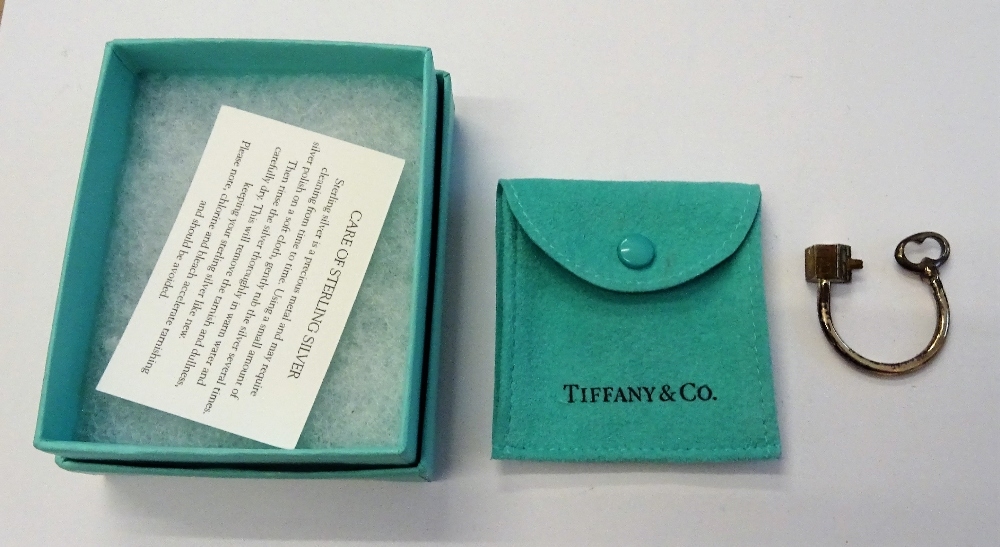 CARE OF STERLING SILVER
Sterling silver is a precious metal and may require
cleaning from time to time. Using a small amount of
silver polish on a soft cloth, gently rub the silver several times.
Then rinse the silver thoroughly in warm water and
carefully dry. This will remove the tarnish and dullness,
keeping your sterling silver like new.
Please note, chlorine and bleach accelerate tarnishing
and should be avoided.
TIFFANY & CO.